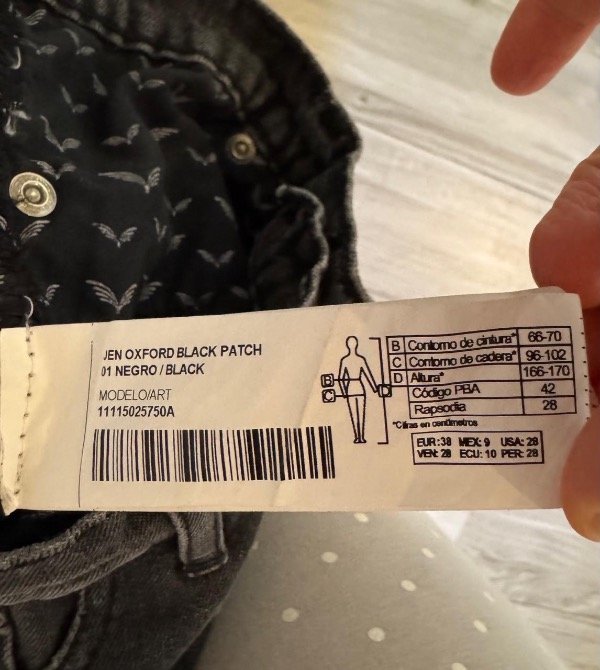 JEN OXFORD BLACK PATCH
01 NEGRO / BLACK
MODELO/ART
11115025750A
B
C
D
B Contorno de cintura* 66-70
C Contorno de cadera* 96-102
D Altura* 166-170
Código PBA 42
Rapsodia 28
*Cifras en centímetros
EUR: 38 MEX: 9 USA: 28
VEN: 28 ECU: 10 PER: 28